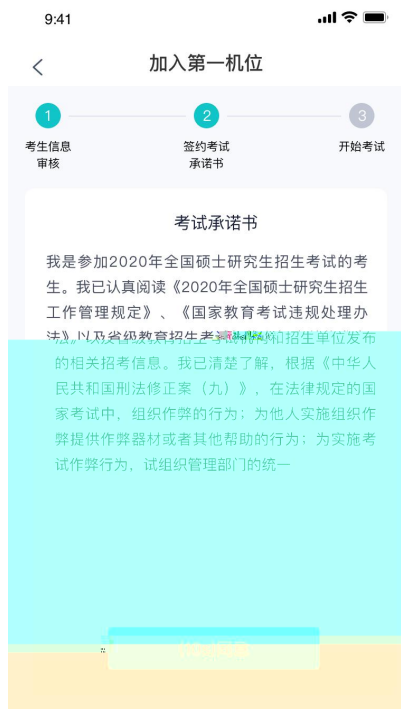 9:41
加入第一机位
1
2
3
考生信息
审核
签约考试
承诺书
开始考试
考试承诺书
我是参加2020年全国硕士研究生招生考试的考
生。我已认真阅读《2020年全国硕士研究生招生
工作管理规定》、《国家教育考试违规处理办
法》以及省级教育招生考试机构和招生单位发布
的相关招考信息。我已清楚了解，根据《中华人
民共和国刑法修正案（九）》，在法律规定的国
家考试中，组织作弊的行为；为他人实施组织作
弊提供作弊器材或者其他帮助的行为；为实施考
试作弊行为，试组织管理部门的统一